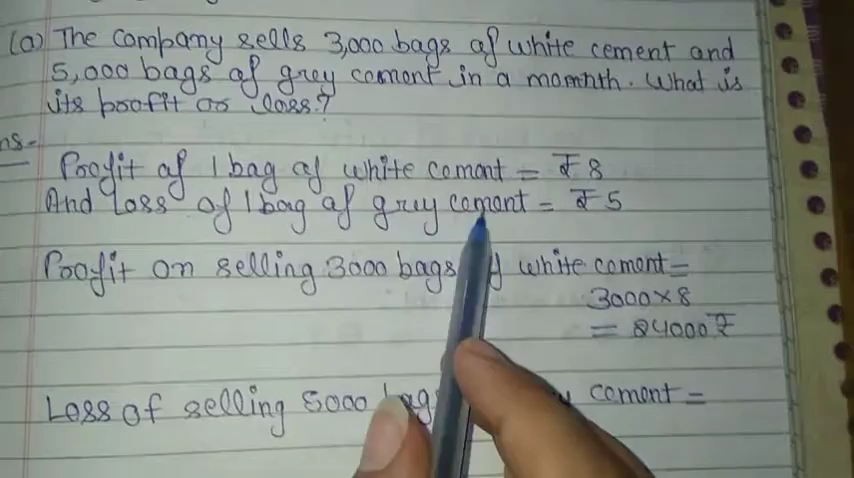 (a) The company sells 3,000 bags of white cement and
5,000 bags of grey cement in a momnth. What is
its profit or loss?
ns-
Profit of 1 bag of white cement = ₹ 8
And Loss of 1 bag of grey cement = ₹ 5
Profit on selling 3000 bags of white cement =
3000×8
= 24000₹
Loss of selling 5000 bags cement =